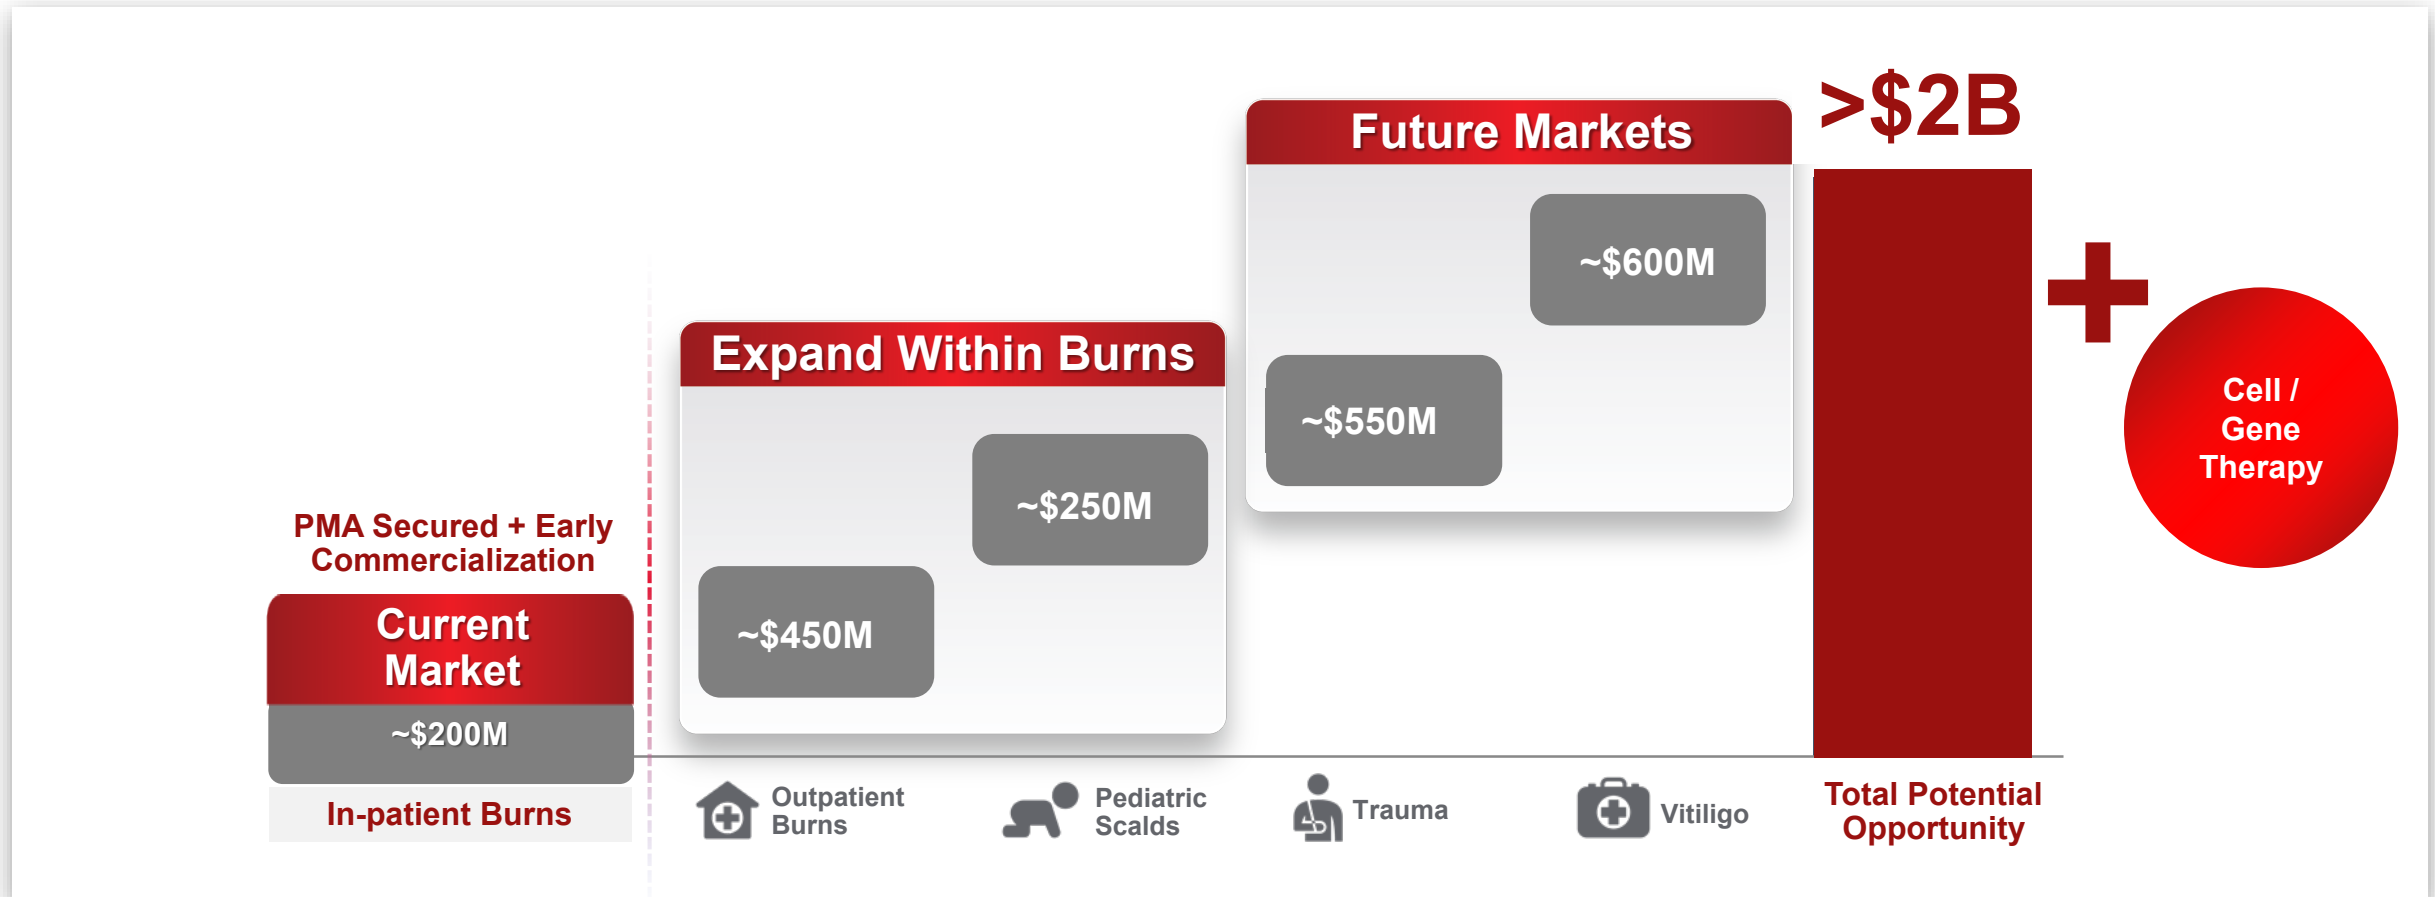 PMA Secured + Early
Commercialization
Current
Market
~$200M
In-patient Burns
Expand Within Burns
~$450M
~$250M
Outpatient
Burns
Pediatric
Scalds
Future Markets
~$550M
~$600M
Trauma
Vitiligo
>$2B
Total Potential
Opportunity
Cell /
Gene
Therapy